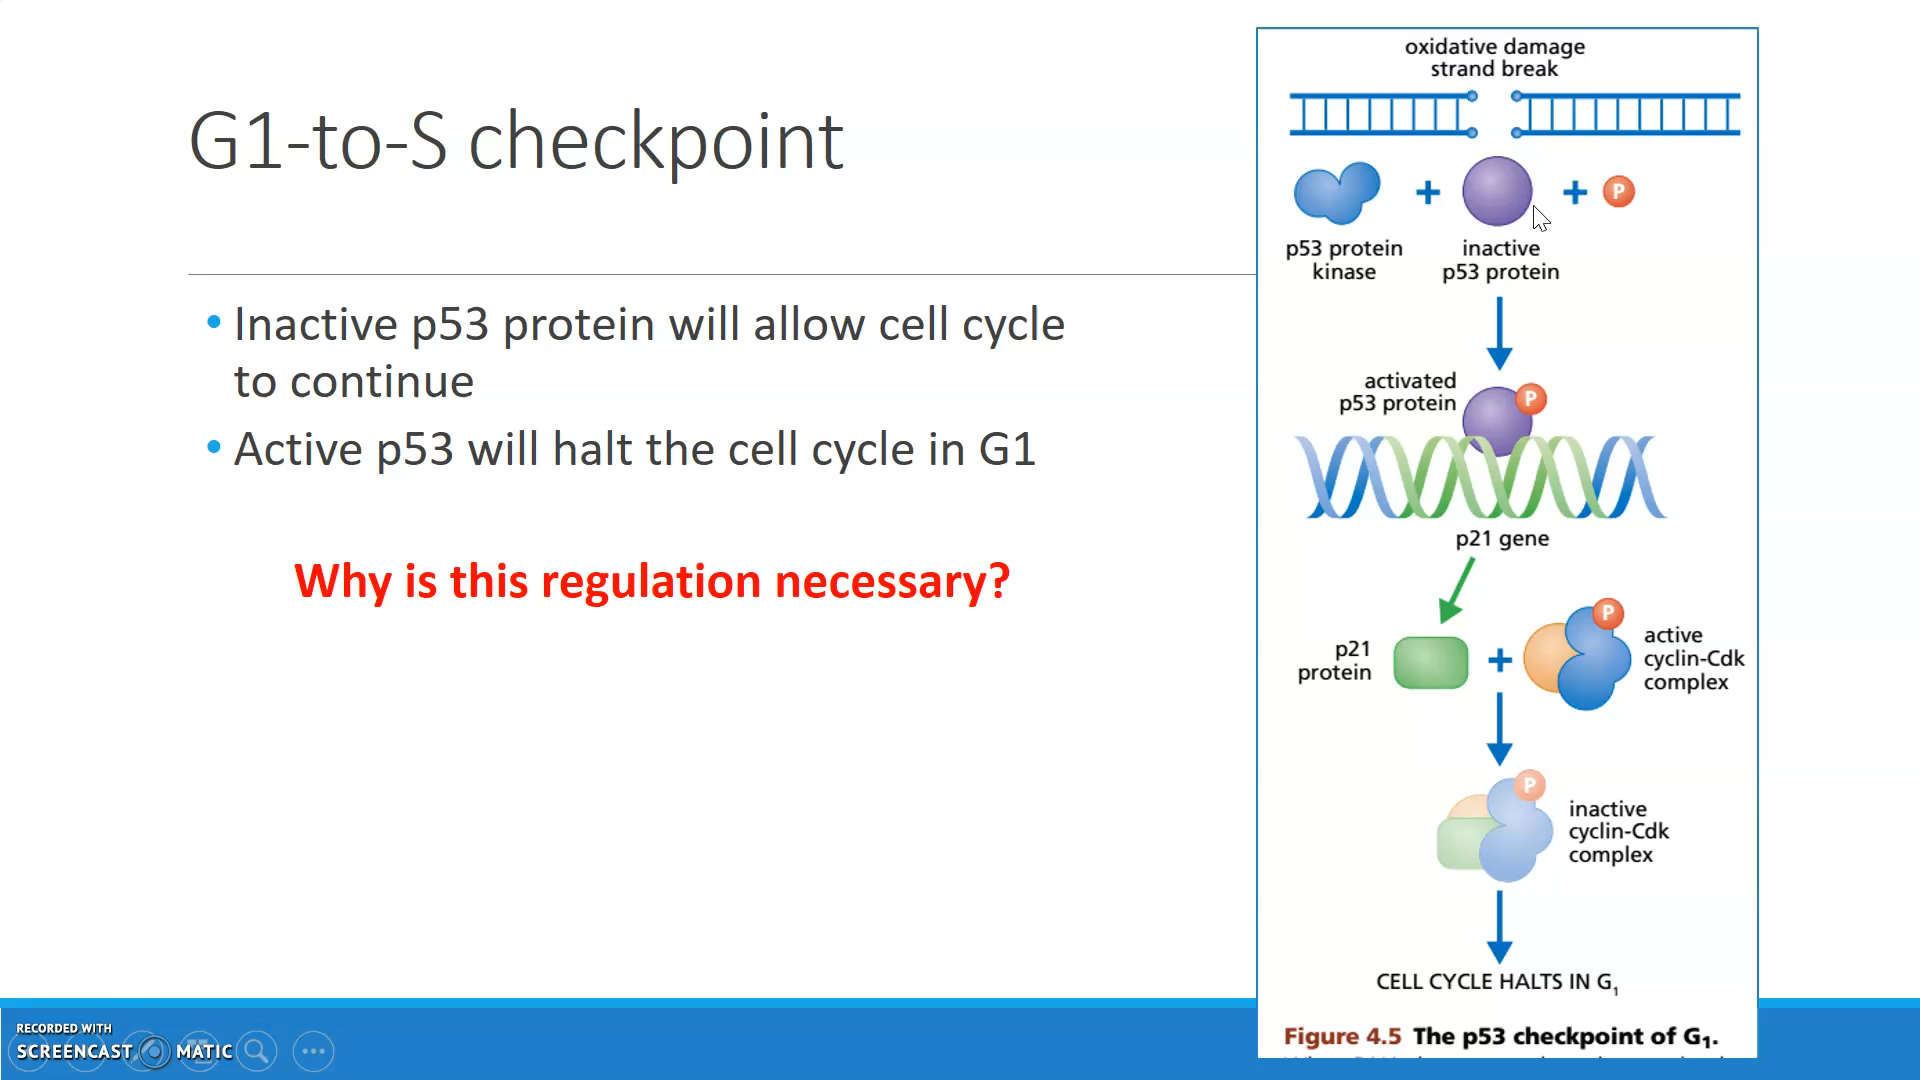 G1-to-S checkpoint
• Inactive p53 protein will allow cell cycle
to continue
• Active p53 will halt the cell cycle in G1
Why is this regulation necessary?
oxidative damage
strand break
+ + P
p53 protein
kinase
inactive
p53 protein
activated
p53 protein
P
p21 gene
p21
protein
+
P
active
cyclin-Cdk
complex
P
inactive
cyclin-Cdk
complex
CELL CYCLE HALTS IN G1
Figure 4.5 The p53 checkpoint of G1.
RECORDED WITH
SCREENCAST MATIC